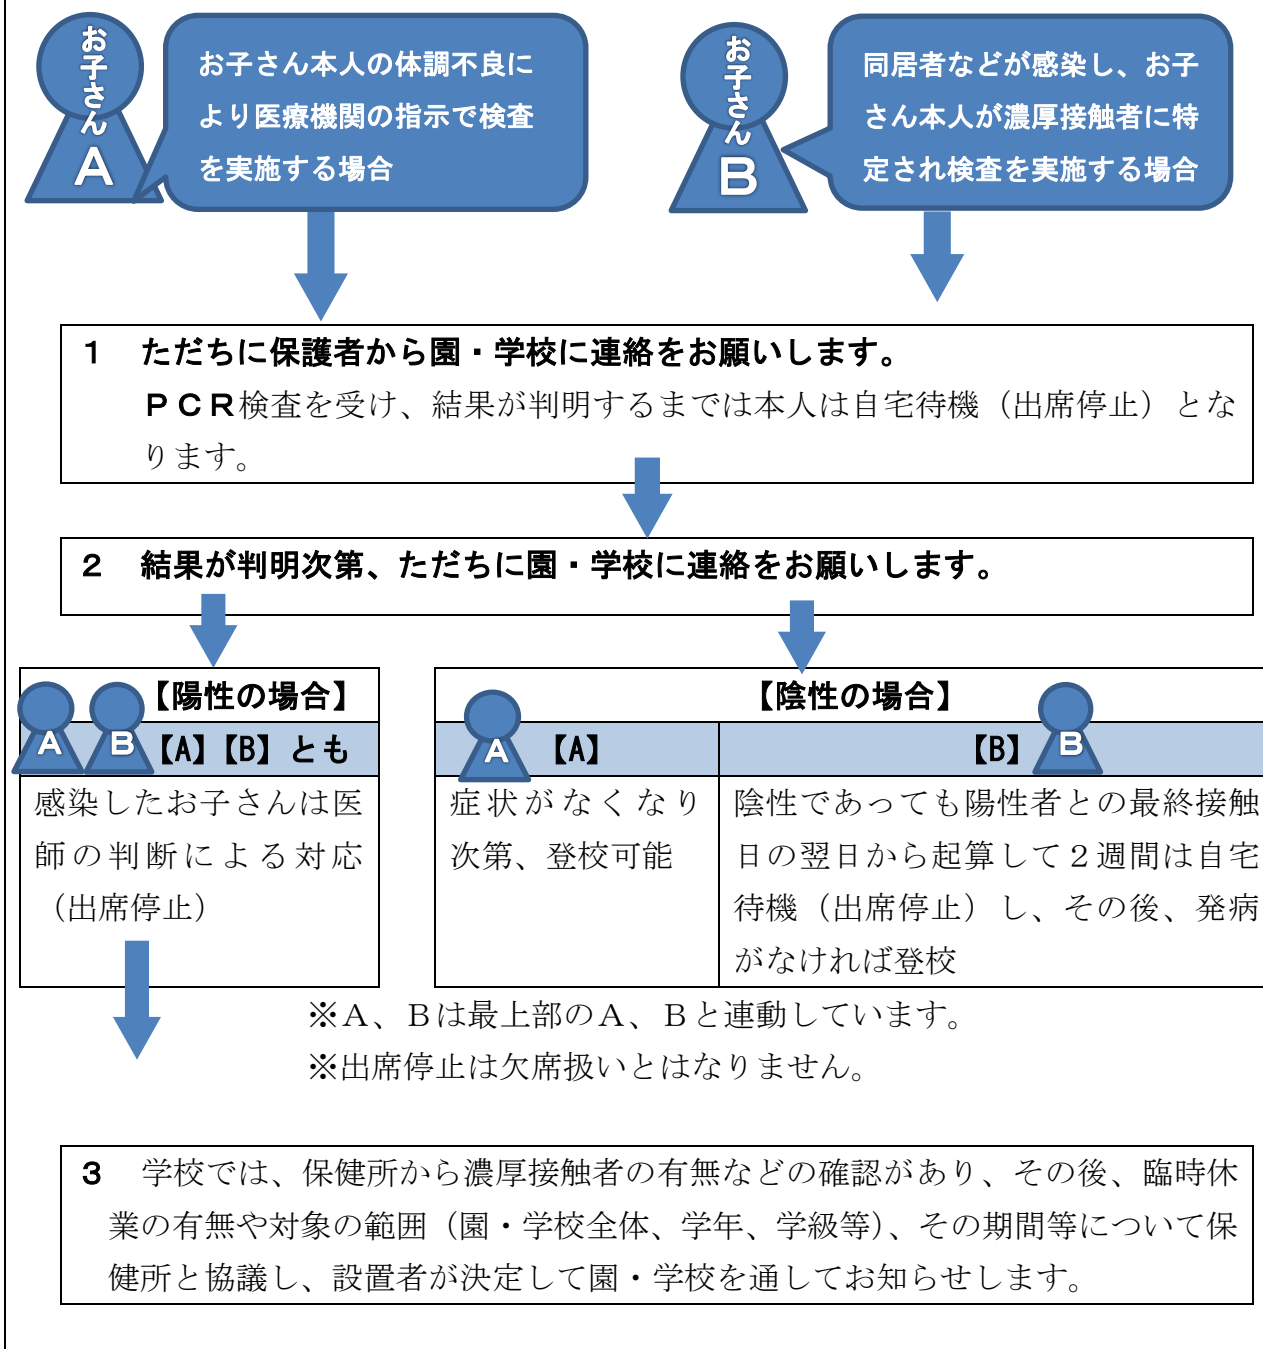 お子さん
A
お子さん本人の体調不良に
より医療機関の指示で検査
を実施する場合
お子さん
B
同居者などが感染し、お子
さん本人が濃厚接触者に特
定され検査を実施する場合
１　ただちに保護者から園・学校に連絡をお願いします。
ＰＣＲ検査を受け、結果が判明するまでは本人は自宅待機（出席停止）とな
ります。
２　結果が判明次第、ただちに園・学校に連絡をお願いします。
【陽性の場合】
A B 【A】【B】とも
感染したお子さんは医
師の判断による対応
（出席停止）
【陰性の場合】
A 【A】
症状がなくなり
次第、登校可能
【B】 B
陰性であっても陽性者との最終接触
日の翌日から起算して２週間は自宅
待機（出席停止）し、その後、発病
がなければ登校
※Ａ、Ｂは最上部のＡ、Ｂと連動しています。
※出席停止は欠席扱いとはなりません。
３　学校では、保健所から濃厚接触者の有無などの確認があり、その後、臨時休
業の有無や対象の範囲（園・学校全体、学年、学級等）、その期間等について保
健所と協議し、設置者が決定して園・学校を通してお知らせします。